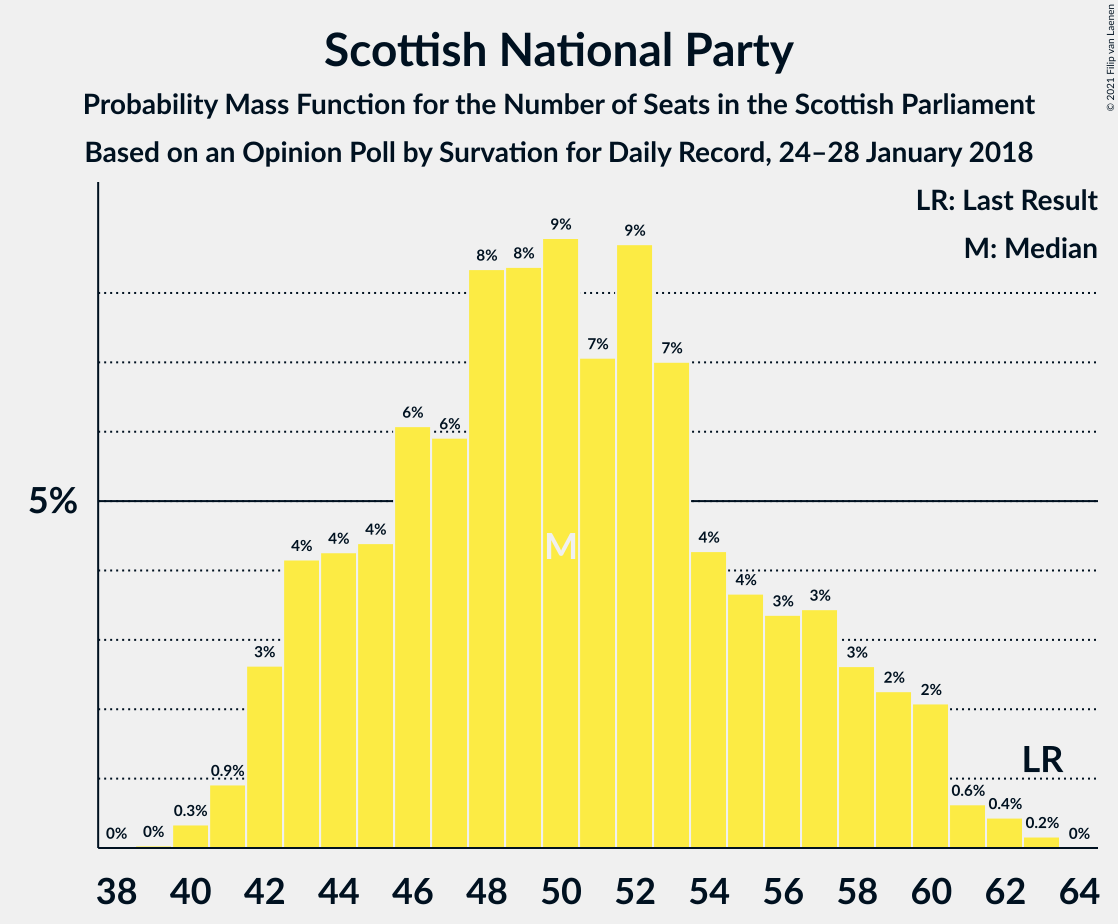 © 2021 Filip van Laenen
Scottish National Party
Probability Mass Function for the Number of Seats in the Scottish Parliament
Based on an Opinion Poll by Survation for Daily Record, 24–28 January 2018
LR: Last Result
M: Median
5%
0% 0% 0.3% 0.9% 3% 4% 4% 4% 6% 6% 8% 8% 9% 7% 9% 7% 4% 4% 3% 3% 3% 2% 2% 0.6% 0.4% 0.2% 0%
M
LR
38 40 42 44 46 48 50 52 54 56 58 60 62 64